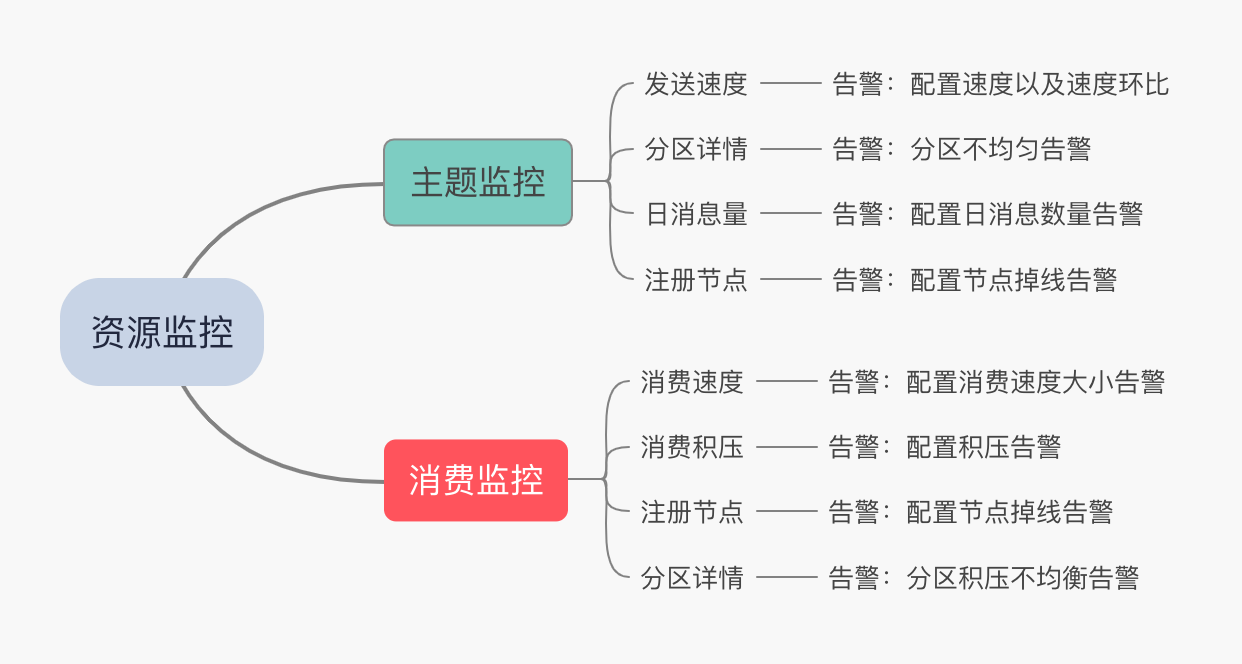 资源监控
主题监控
发送速度
告警：配置速度以及速度环比
分区详情
告警：分区不均匀告警
日消息量
告警：配置日消息数量告警
注册节点
告警：配置节点掉线告警
消费监控
消费速度
告警：配置消费速度大小告警
消费积压
告警：配置积压告警
注册节点
告警：配置节点掉线告警
分区详情
告警：分区积压不均衡告警